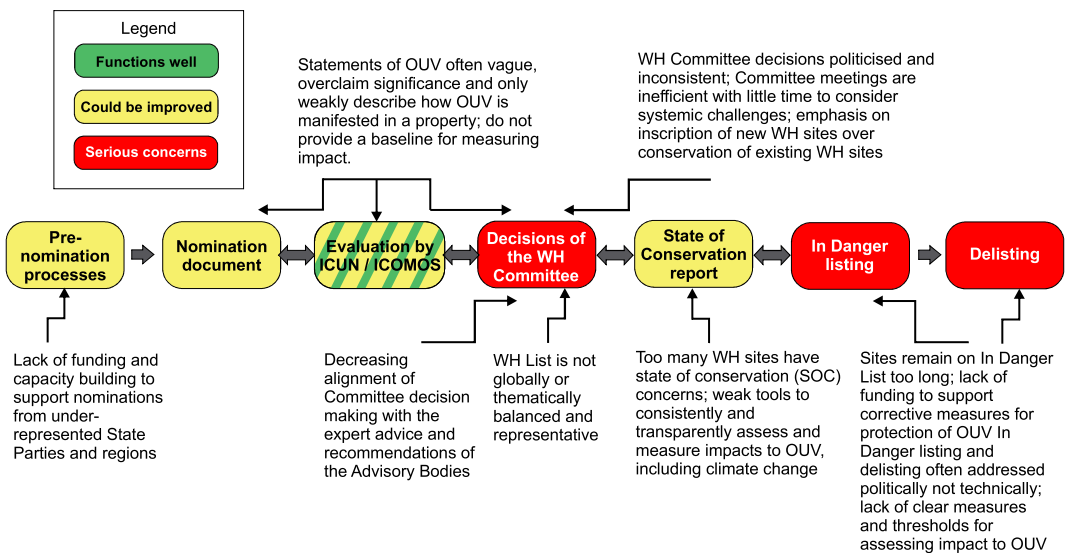 Legend
Functions well
Could be improved
Serious concerns
Statements of OUV often vague,
overclaim significance and only
weakly describe how OUV is
manifested in a property; do not
provide a baseline for measuring
impact.
WH Committee decisions politicised and
inconsistent; Committee meetings are
inefficient with little time to consider
systemic challenges; emphasis on
inscription of new WH sites over
conservation of existing WH sites
Pre-
nomination
processes
Nomination
document
Evaluation by
ICUN / ICOMOS
Decisions of
the WH
Committee
State of
Conservation
report
In Danger
listing
Delisting
Lack of funding and
capacity building to
support nominations
from under-
represented State
Parties and regions
Decreasing
alignment of
Committee decision
making with the
expert advice and
recommendations of
the Advisory Bodies
WH List is not
globally or
thematically
balanced and
representative
Too many WH sites have
state of conservation (SOC)
concerns; weak tools to
consistently and
transparently assess and
measure impacts to OUV,
including climate change
Sites remain on In Danger
List too long; lack of
funding to support
corrective measures for
protection of OUV In
Danger listing and
delisting often addressed
politically not technically;
lack of clear measures
and thresholds for
assessing impact to OUV